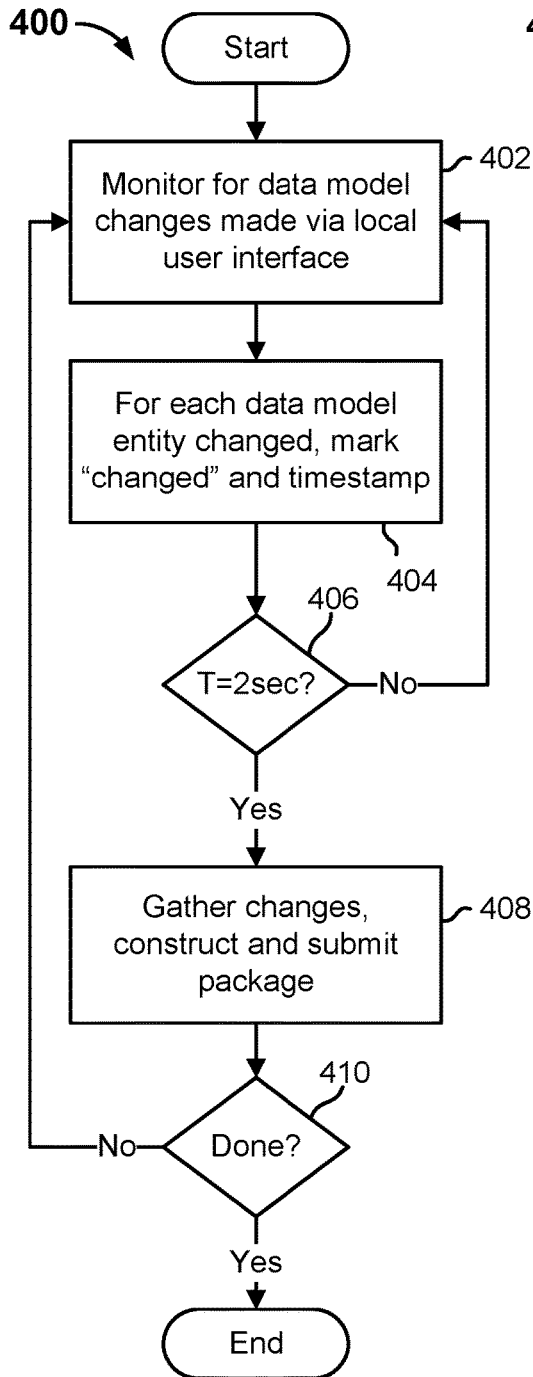 400
4
Start
402
Monitor for data model
changes made via local
user interface
For each data model
entity changed, mark
“changed” and timestamp
404
406
T=2sec?
No
Yes
Gather changes,
construct and submit
package
408
410
Done?
No
Yes
End